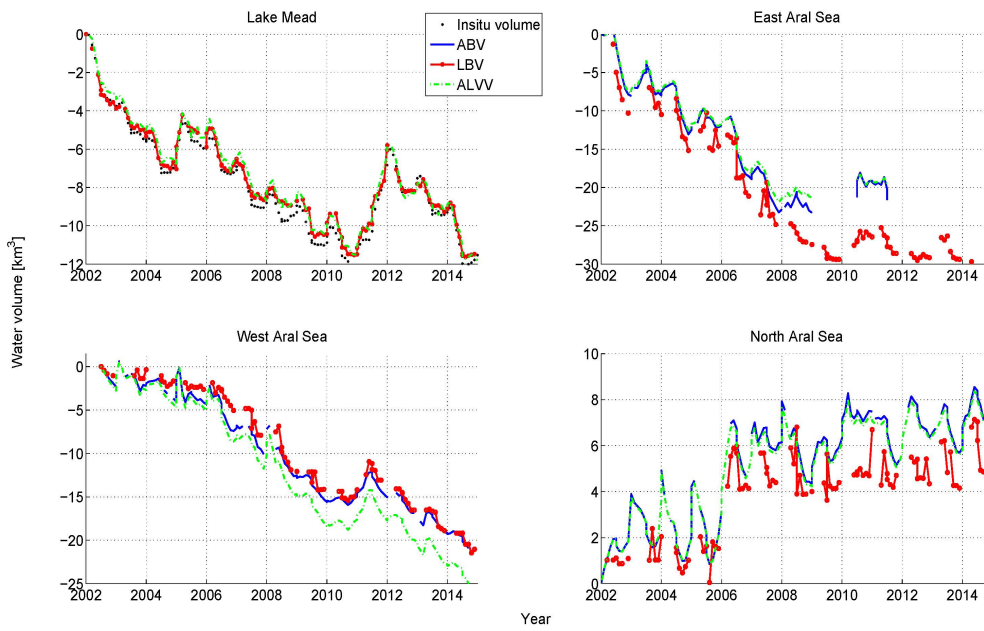 Lake Mead
Insitu volume
ABV
LBV
ALVV
0
−2
−4
−6
−8
−10
−12
2002 2004 2006 2008 2010 2012 2014
East Aral Sea
0
−5
−10
−15
−20
−25
−30
2002 2004 2006 2008 2010 2012 2014
Water volume [km³]
West Aral Sea
0
−5
−10
−15
−20
−25
2002 2004 2006 2008 2010 2012 2014
North Aral Sea
10
8
6
4
2
0
2002 2004 2006 2008 2010 2012 2014
Year